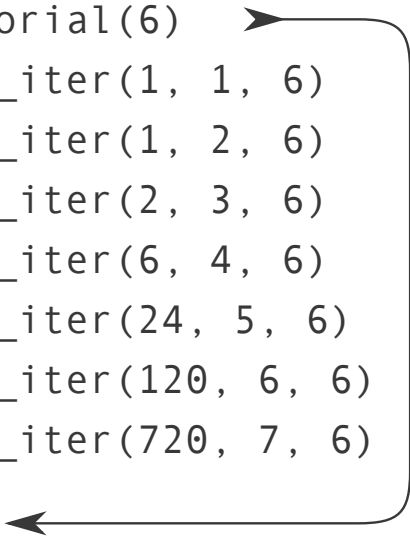 orial(6)
_iter(1, 1, 6)
_iter(1, 2, 6)
_iter(2, 3, 6)
_iter(6, 4, 6)
_iter(24, 5, 6)
_iter(120, 6, 6)
_iter(720, 7, 6)